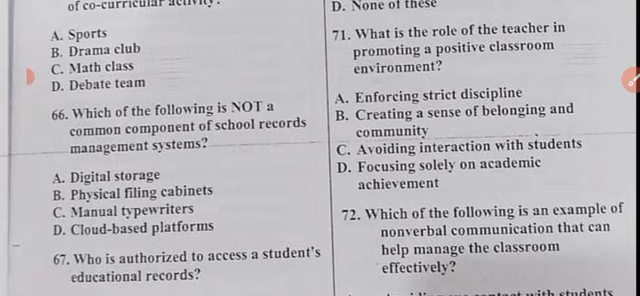 of co-curricular activity.
A. Sports
B. Drama club
C. Math class
D. Debate team
66. Which of the following is NOT a
common component of school records
management systems?
A. Digital storage
B. Physical filing cabinets
C. Manual typewriters
D. Cloud-based platforms
67. Who is authorized to access a student's
educational records?
D. None of these
71. What is the role of the teacher in
promoting a positive classroom
environment?
A. Enforcing strict discipline
B. Creating a sense of belonging and
community
C. Avoiding interaction with students
D. Focusing solely on academic
achievement
72. Which of the following is an example of
nonverbal communication that can
help manage the classroom
effectively?
with students